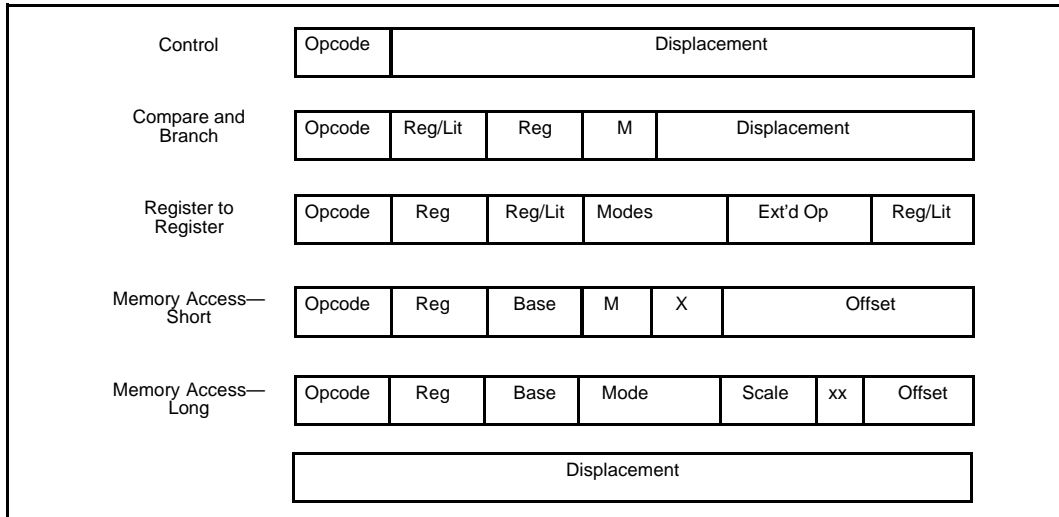 Control
Opcode Displacement
Compare and
Branch
Opcode Reg/Lit Reg M Displacement
Register to
Register
Opcode Reg Reg/Lit Modes Ext'd Op Reg/Lit
Memory Access—
Short
Opcode Reg Base M X Offset
Memory Access—
Long
Opcode Reg Base Mode Scale xx Offset
Displacement